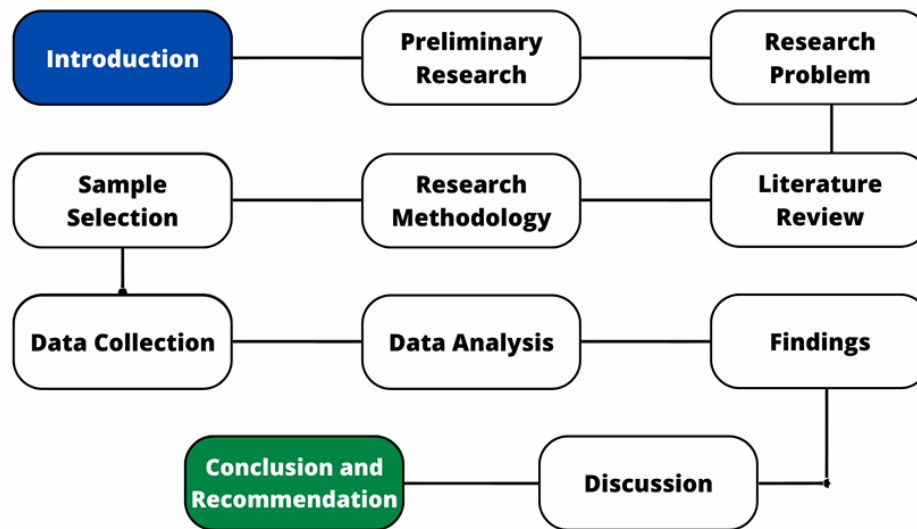 Introduction
Preliminary
Research
Research
Problem
Literature
Review
Research
Methodology
Sample
Selection
Data Collection
Data Analysis
Findings
Discussion
Conclusion and
Recommendation